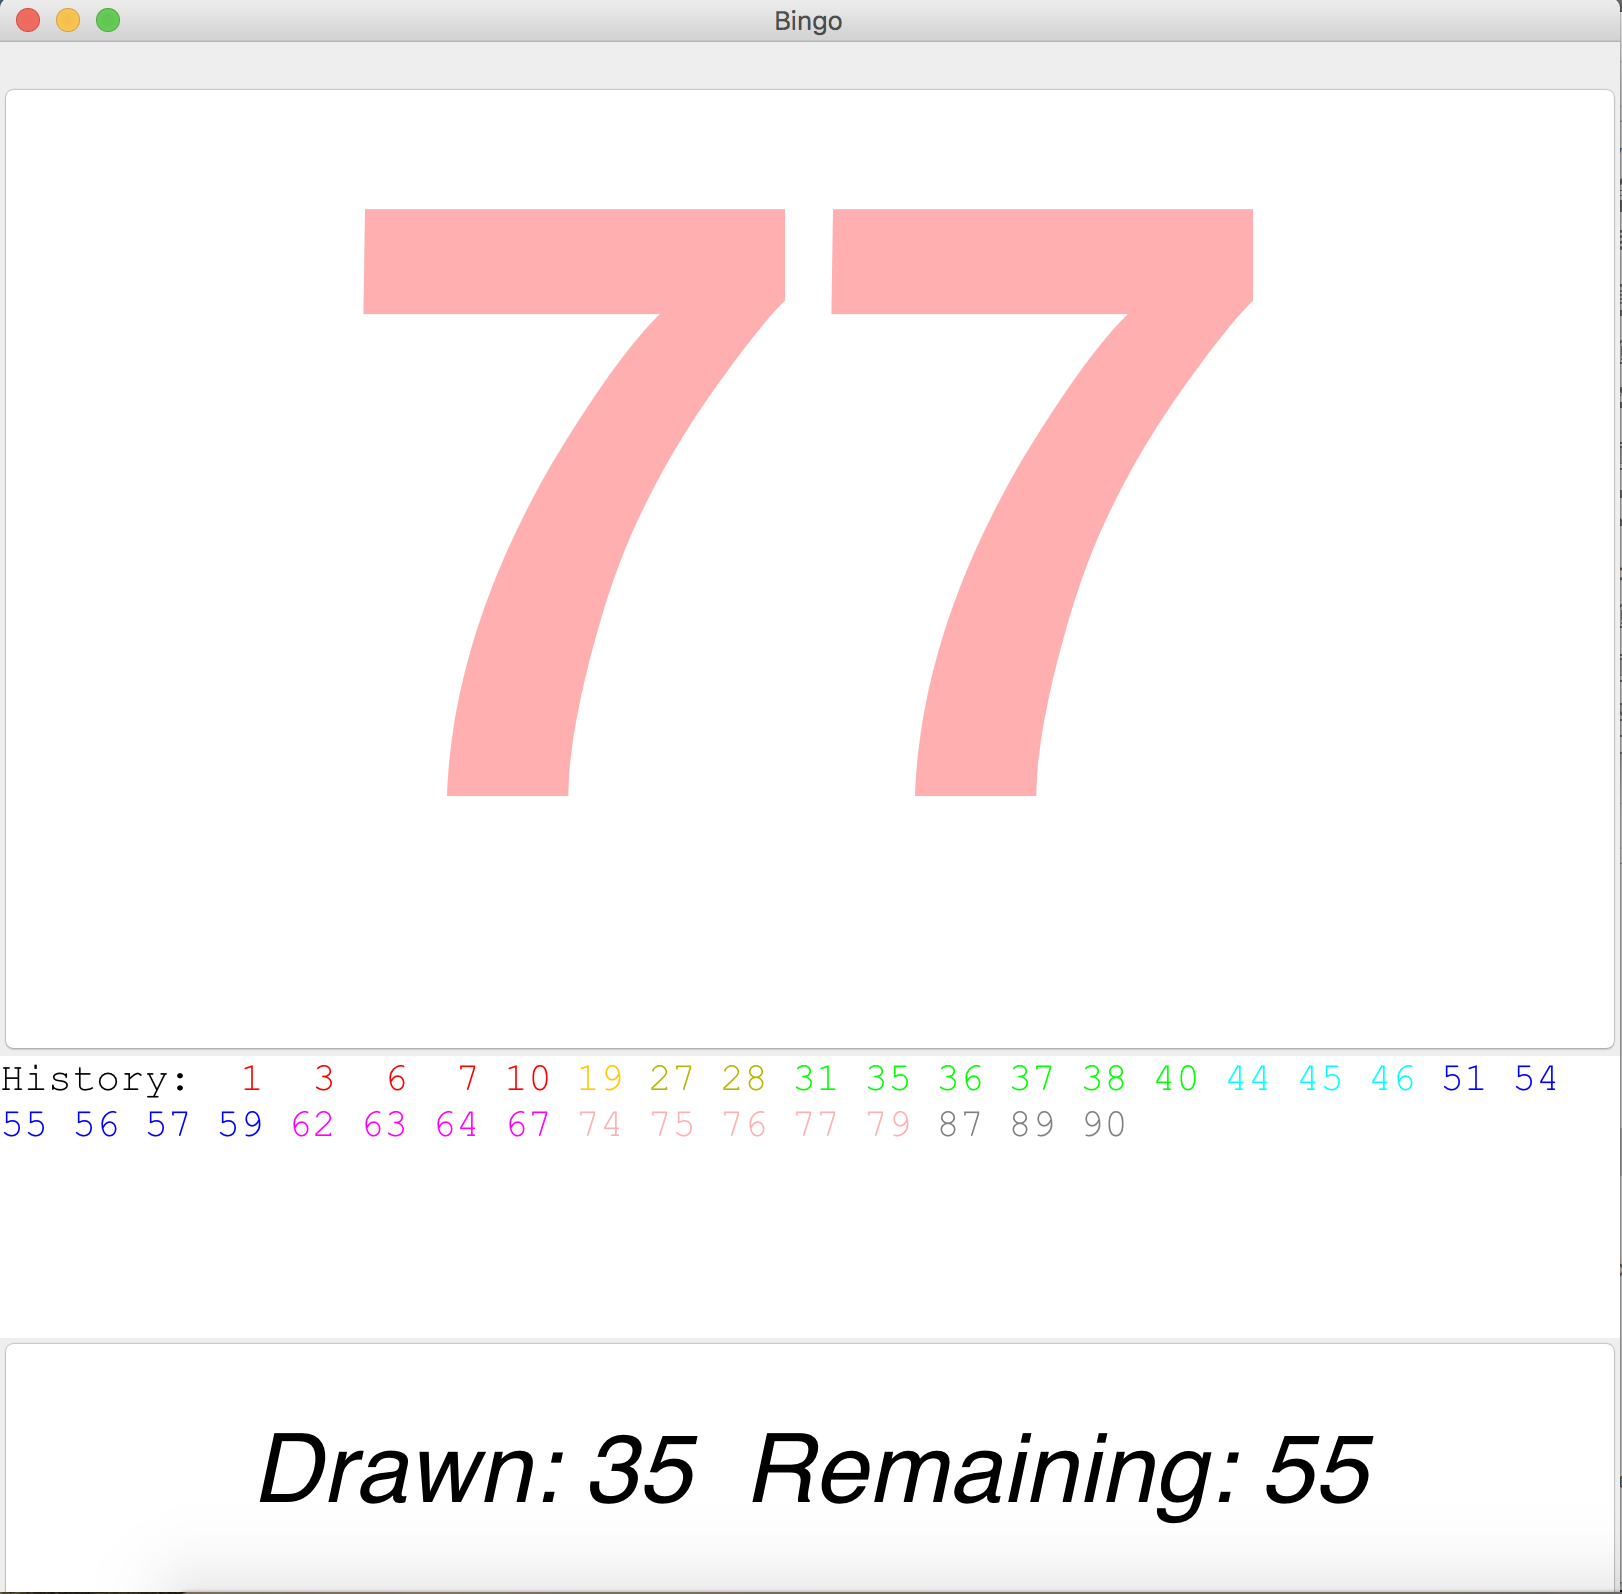 Bingo
77
History: 1 3 6 7 10 19 27 28 31 35 36 37 38 40 44 45 46 51 54
55 56 57 59 62 63 64 67 74 75 76 77 79 87 89 90
Drawn: 35 Remaining: 55